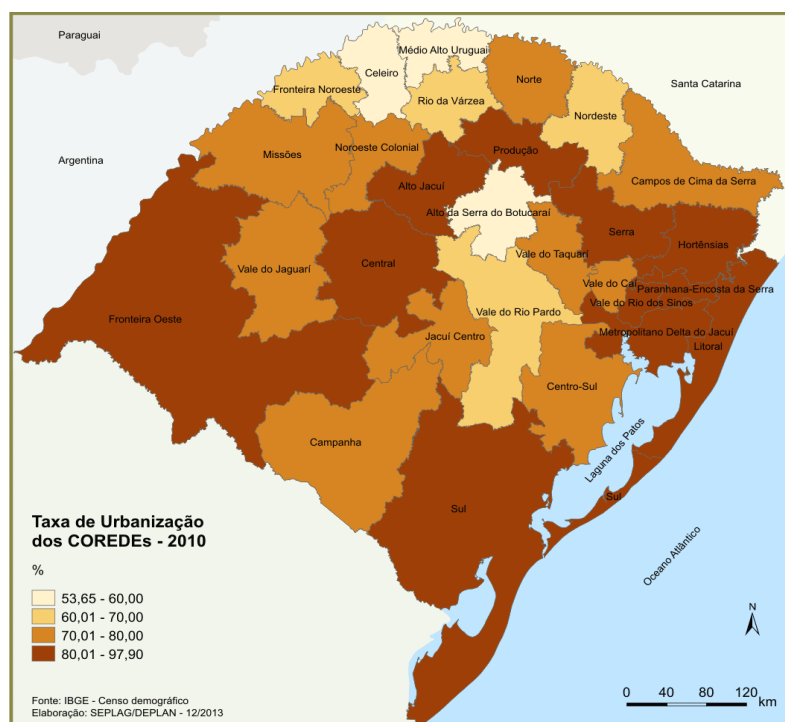 Paraguai
Médio Alto Uruguai
Celeiro
Norte
Santa Catarina
Fronteira Noroeste
Rio da Várzea
Nordeste
Noroeste Colonial
Produção
Missões
Argentina
Campos de Cima da Serra
Alto Jacuí
Alto da Serra do Botucaraí
Serra
Hortênsias
Vale do Taquarí
Central
Vale do Jaguarí
Vale do Caí
Paranhana-Encosta da Serra
Vale do Rio dos Sinos
Fronteira Oeste
Vale do Rio Pardo
Metropolitano Delta do Jacuí
Jacuí Centro
Litoral
Centro-Sul
Campanha
Laguna dos Patos
Sul
Sul
Oceano Atlântico
Taxa de Urbanização
dos COREDEs - 2010
%
53,65 - 60,00
60,01 - 70,00
70,01 - 80,00
80,01 - 97,90
N
0 40 80 120
km
Fonte: IBGE - Censo demográfico
Elaboração: SEPLAG/DEPLAN - 12/2013